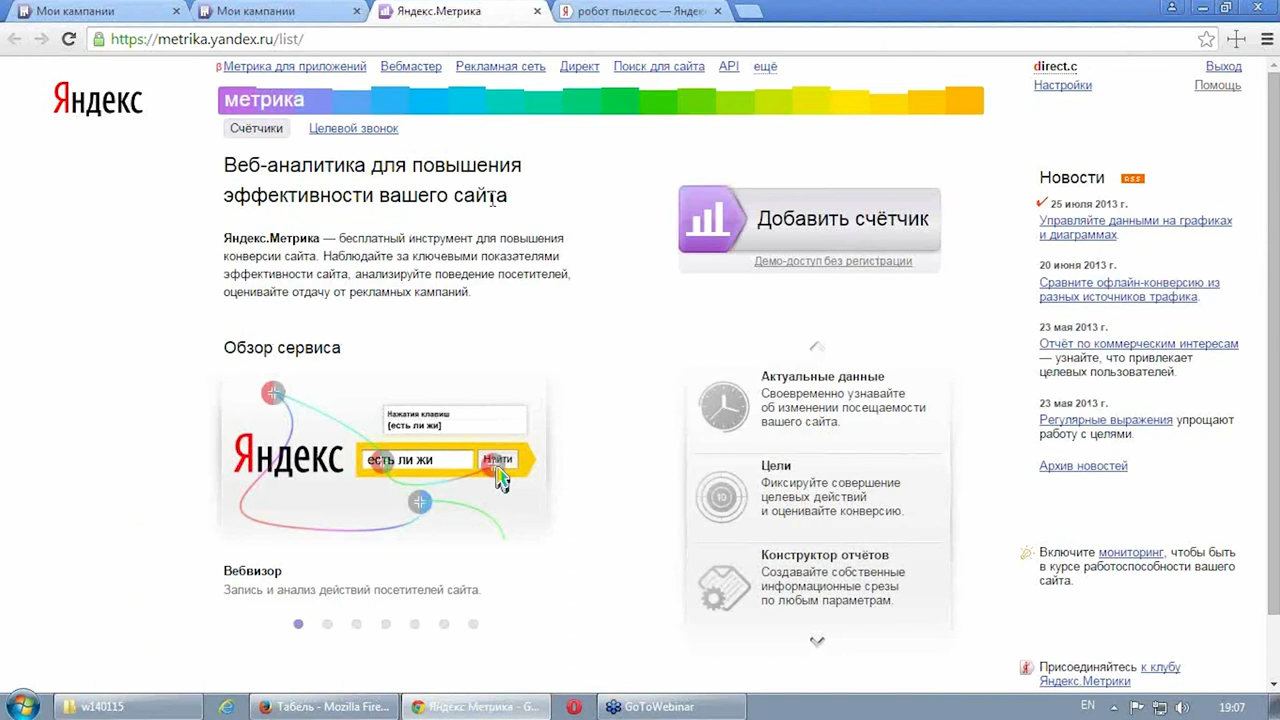 Мои кампании
Мои кампании
Яндекс.Метрика
робот пылесос — Яндек
https://metrika.yandex.ru/list/
β Метрика для приложений Вебмастер Рекламная сеть Директ Поиск для сайта API ещё
direct.c Выход
Настройки Помощь
Яндекс
метрика
Счётчики Целевой звонок
Веб-аналитика для повышения
эффективности вашего сайта
Яндекс.Метрика — бесплатный инструмент для повышения
конверсии сайта. Наблюдайте за ключевыми показателями
эффективности сайта, анализируйте поведение посетителей,
оценивайте отдачу от рекламных кампаний.
Добавить счётчик
Демо-доступ без регистрации
Обзор сервиса
Нажатия клавиш
[есть ли жи]
Яндекс
есть ли жи
Найти
Вебвизор
Запись и анализ действий посетителей сайта.
Актуальные данные
Своевременно узнавайте
об изменении посещаемости
вашего сайта.
10
Цели
Фиксируйте совершение
целевых действий
и оценивайте конверсию.
Конструктор отчётов
Создавайте собственные
информационные срезы
по любым параметрам.
Новости RSS
25 июля 2013 г.
Управляйте данными на графиках
и диаграммах.
20 июня 2013 г.
Сравните офлайн-конверсию из
разных источников трафика.
23 мая 2013 г.
Отчёт по коммерческим интересам
— узнайте, что привлекает
целевых пользователей.
23 мая 2013 г.
Регулярные выражения упрощают
работу с целями.
Архив новостей
Включите мониторинг, чтобы быть
в курсе работоспособности вашего
сайта.
Присоединяйтесь к клубу
Яндекс.Метрики
w140115
Табель - Mozilla Fire...
Яндекс.Метрика - G...
GoToWebinar
EN
19:07